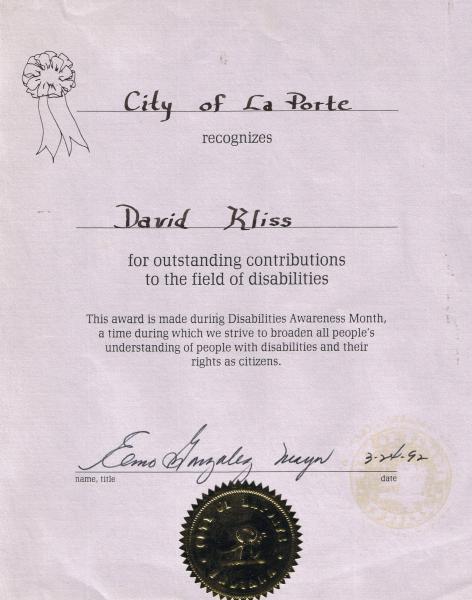 City of La Porte
recognizes
David Kliss
for outstanding contributions
to the field of disabilities
This award is made during Disabilities Awareness Month,
a time during which we strive to broaden all people's
understanding of people with disabilities and their
rights as citizens.
Elmo Gonzalez Mayor 3-24-92
name, title date